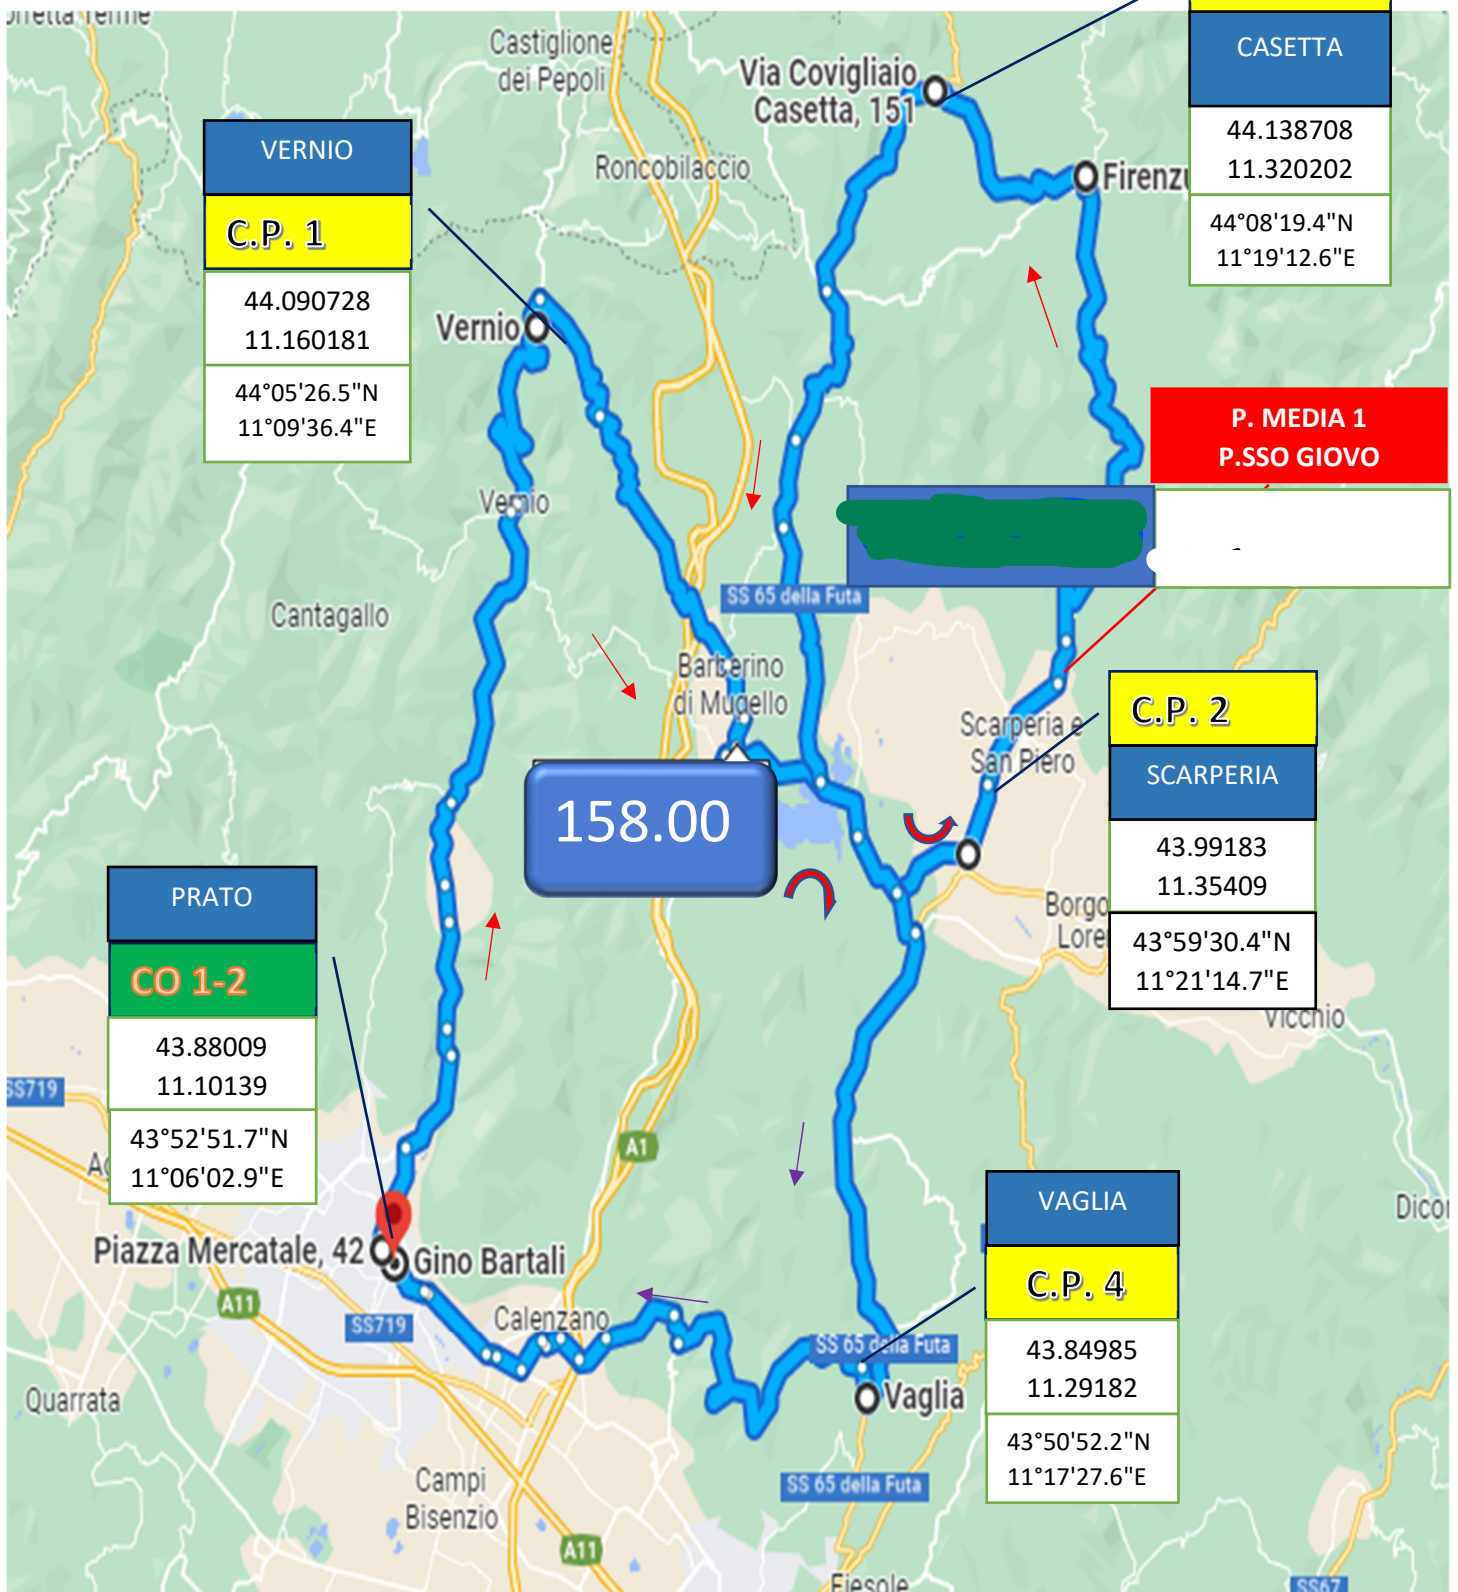 Castiglione
dei Pepoli
Via Covigliaio
Casetta, 151
CASETTA
44.138708
11.320202
44°08'19.4"N
11°19'12.6"E
VERNIO
C.P. 1
44.090728
11.160181
44°05'26.5"N
11°09'36.4"E
Roncobilaccio
Firenzu
Vernio
P. MEDIA 1
P.SSO GIOVO
Vernio
SS 65 della Futa
Cantagallo
Barberino
di Mugello
Scarperia e
San Piero
C.P. 2
SCARPERIA
43.99183
11.35409
43°59'30.4"N
11°21'14.7"E
158.00
PRATO
CO 1-2
43.88009
11.10139
43°52'51.7"N
11°06'02.9"E
Borgo
Lore
Vicchio
SS719
A1
Ag
VAGLIA
C.P. 4
43.84985
11.29182
43°50'52.2"N
11°17'27.6"E
Dico
Piazza Mercatale, 42
Gino Bartali
A11
SS719
Calenzano
SS 65 della Futa
Vaglia
Quarrata
Campi
Bisenzio
SS 65 della Futa
A11
Fiesole
SS67